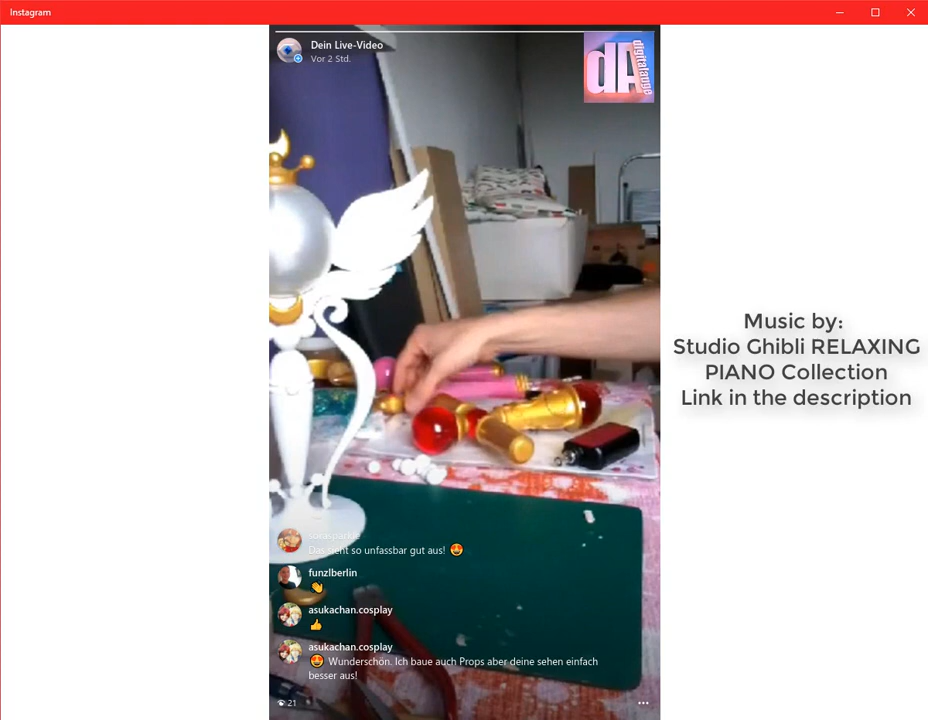 Instagram
Dein Live-Video
Vor 2 Std.
dA
digitalange
Music by:
Studio Ghibli RELAXING
PIANO Collection
Link in the description
Das sieht so unfassbar gut aus! 😍
funzlberlin
👏
asukachan.cosplay
👍
asukachan.cosplay
😍 Wunderschön. Ich baue auch Props aber deine sehen einfach
besser aus!
21